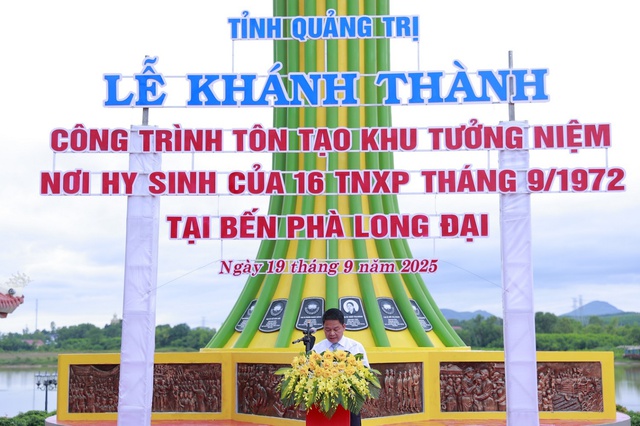 TỈNH QUẢNG TRỊ
LỄ KHÁNH THÀNH
CÔNG TRÌNH TÔN TẠO KHU TƯỞNG NIỆM
NƠI HY SINH CỦA 16 TNXP THÁNG 9/1972
TẠI BẾN PHÀ LONG ĐẠI
Ngày 19 tháng 9 năm 2025